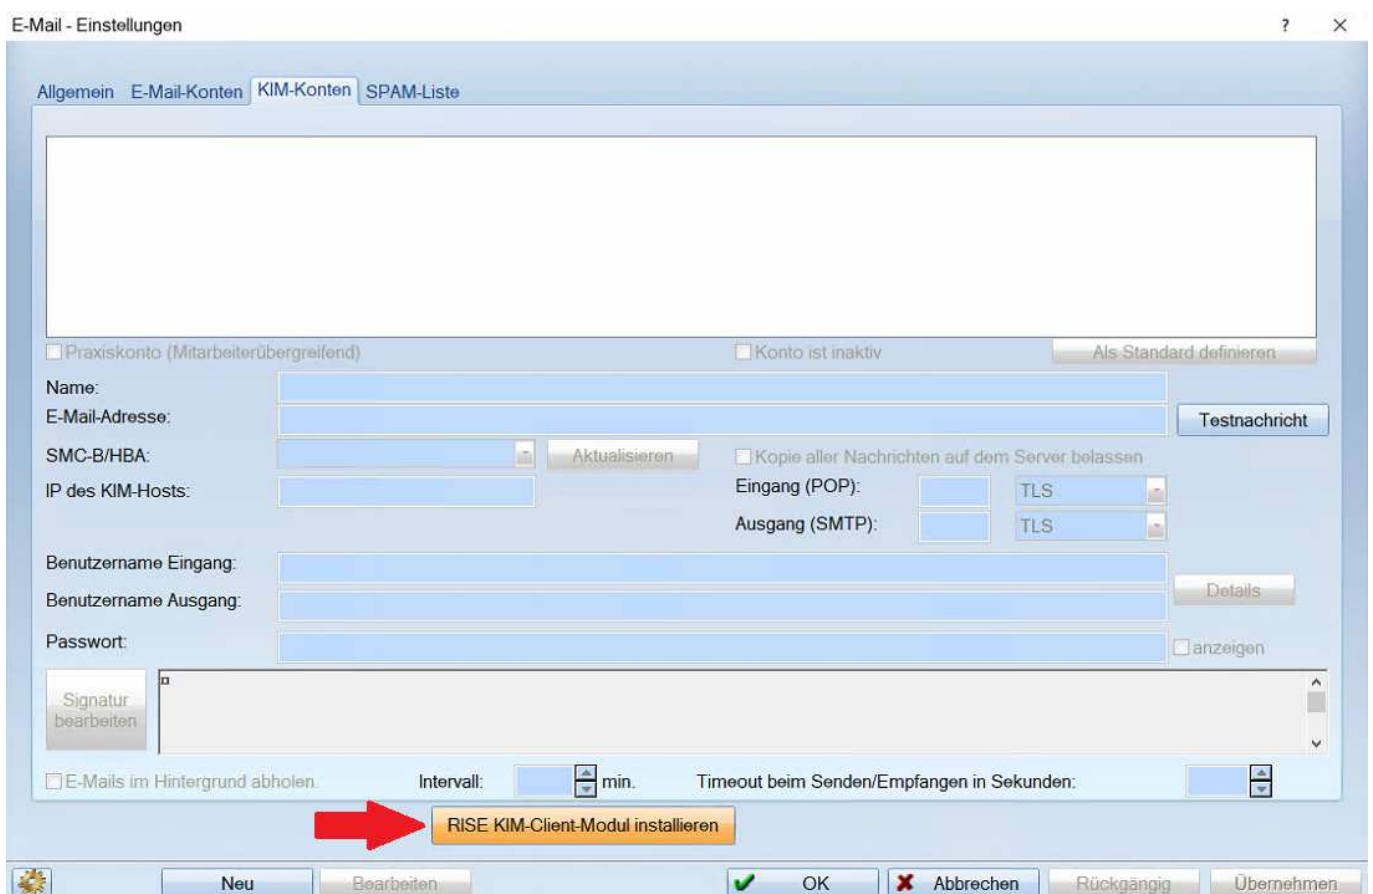 E-Mail - Einstellungen
?
Allgemein E-Mail-Konten KIM-Konten SPAM-Liste
Praxiskonto (Mitarbeiterübergreifend) Konto ist inaktiv Als Standard definieren
Name:
E-Mail-Adresse: Testnachricht
SMC-B/HBA: Aktualisieren Kopie aller Nachrichten auf dem Server belassen
IP des KIM-Hosts: Eingang (POP): TLS
Ausgang (SMTP): TLS
Benutzername Eingang:
Details
Benutzername Ausgang:
Passwort: anzeigen
Signatur
bearbeiten
E-Mails im Hintergrund abholen. Intervall: min. Timeout beim Senden/Empfangen in Sekunden:
RISE KIM-Client-Modul installieren
Neu Bearbeiten OK Abbrechen Rückgängig Übernehmen